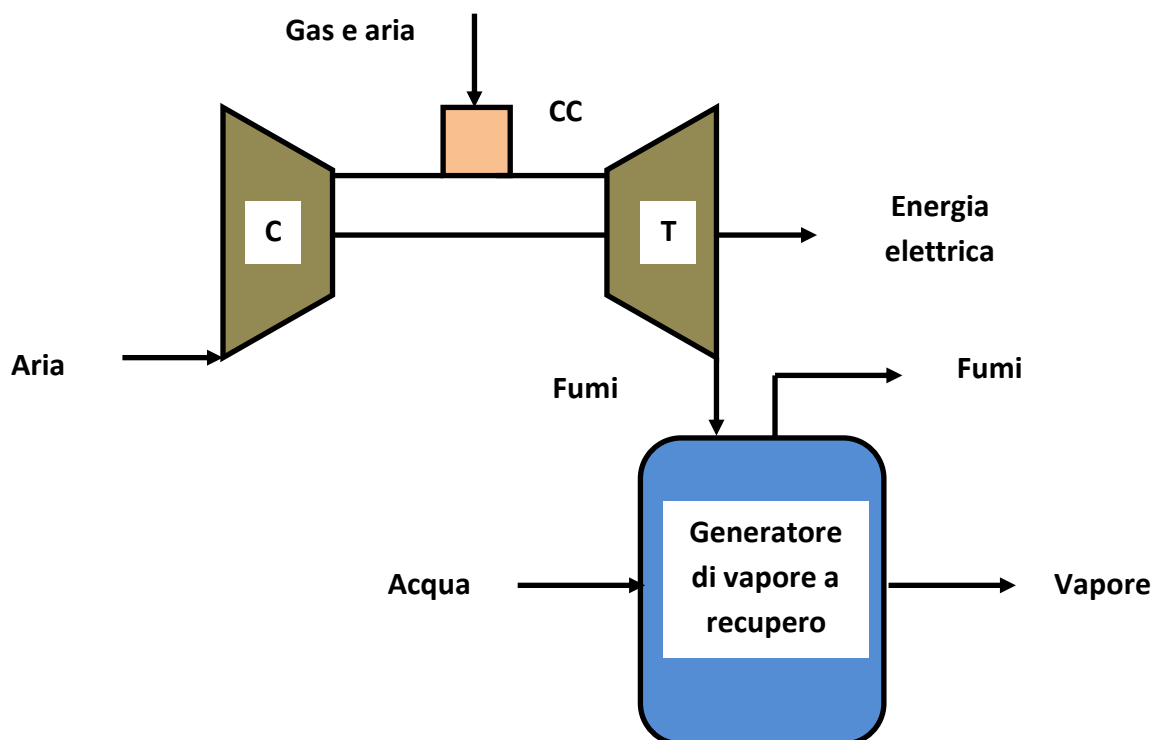 Gas e aria
CC
C
T
Energia
elettrica
Aria
Fumi
Fumi
Acqua
Generatore
di vapore a
recupero
Vapore